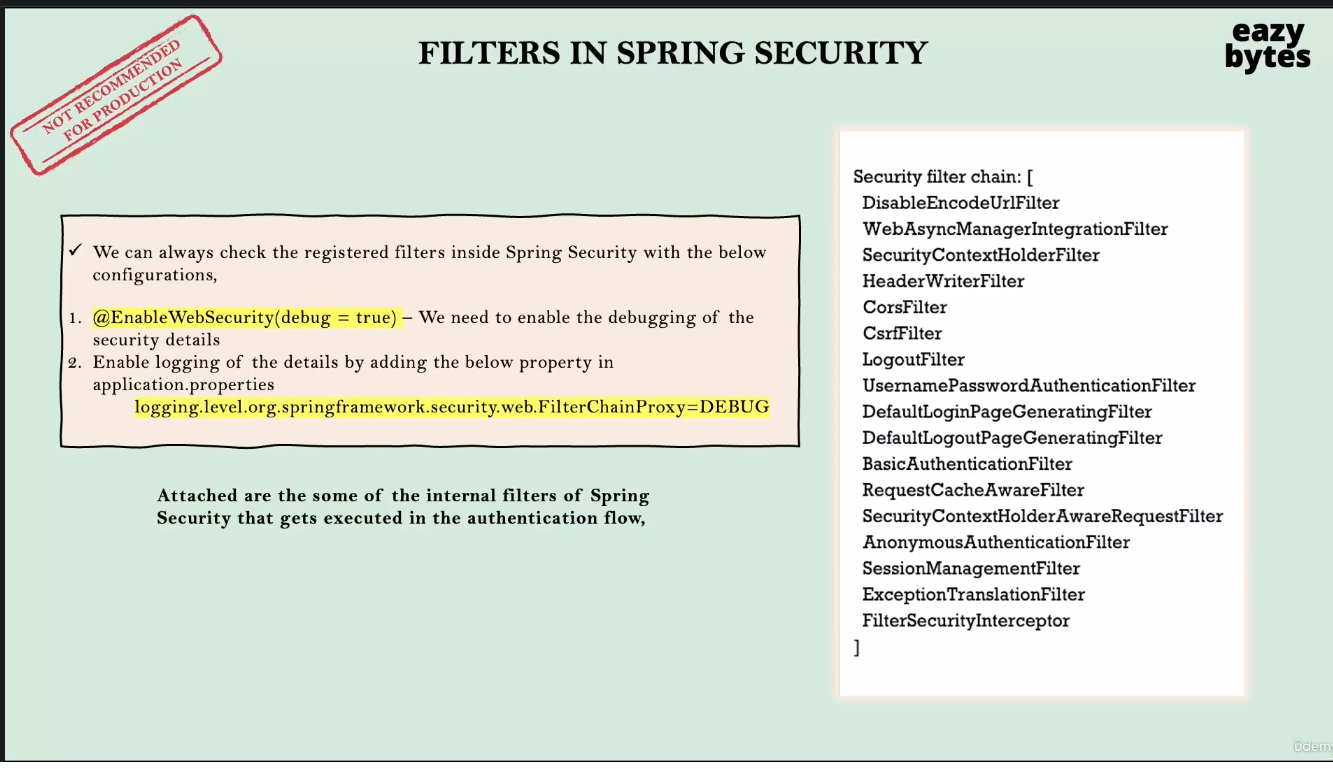 NOT RECOMMENDED
FOR PRODUCTION
FILTERS IN SPRING SECURITY
eazy
bytes
✓ We can always check the registered filters inside Spring Security with the below
configurations,
1. @EnableWebSecurity(debug = true) – We need to enable the debugging of the
security details
2. Enable logging of the details by adding the below property in
application.properties
logging.level.org.springframework.security.web.FilterChainProxy=DEBUG
Attached are the some of the internal filters of Spring
Security that gets executed in the authentication flow,
Security filter chain: [
DisableEncodeUrlFilter
WebAsyncManagerIntegrationFilter
SecurityContextHolderFilter
HeaderWriterFilter
CorsFilter
CsrfFilter
LogoutFilter
UsernamePasswordAuthenticationFilter
DefaultLoginPageGeneratingFilter
DefaultLogoutPageGeneratingFilter
BasicAuthenticationFilter
RequestCacheAwareFilter
SecurityContextHolderAwareRequestFilter
AnonymousAuthenticationFilter
SessionManagementFilter
ExceptionTranslationFilter
FilterSecurityInterceptor
]